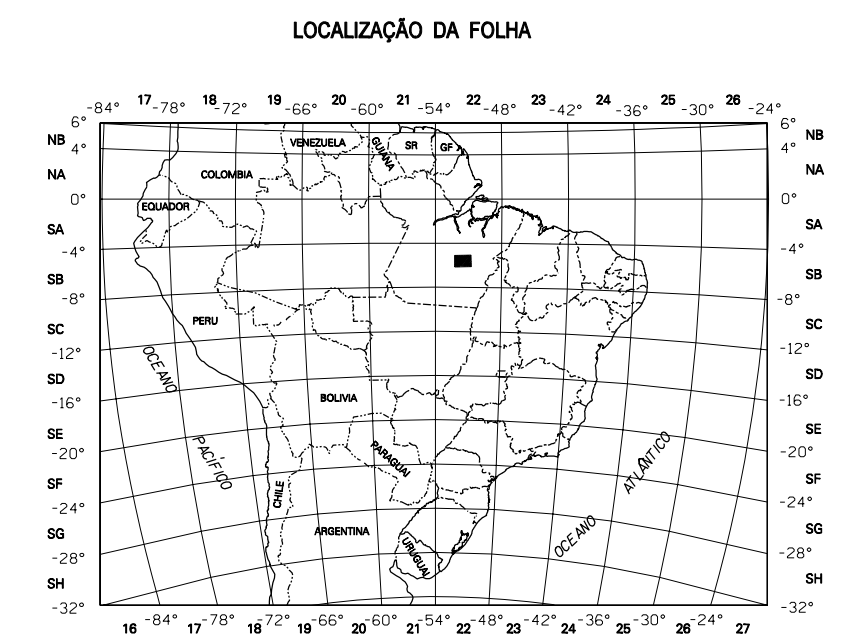 LOCALIZAÇÃO DA FOLHA
17 18 19 20 21 22 23 24 25 26
-84° -78° -72° -66° -60° -54° -48° -42° -36° -30° -24°
6° 6°
NB NB
4° 4°
VENEZUELA GUIANA SR GF
NA COLOMBIA NA
0° 0°
EQUADOR
SA SA
-4° -4°
SB SB
-8° -8°
PERU
SC SC
-12° -12°
OCEANO
SD SD
BOLIVIA
-16° -16°
SE SE
PACÍFICO PARAGUAI ATLÂNTICO
-20° -20°
SF CHILE SF
-24° -24°
SG ARGENTINA OCEANO SG
URUGUAI
-28° -28°
SH SH
-32° -32°
-84° -78° -72° -66° -60° -54° -48° -42° -36° -30° -24°
16 17 18 19 20 21 22 23 24 25 26 27